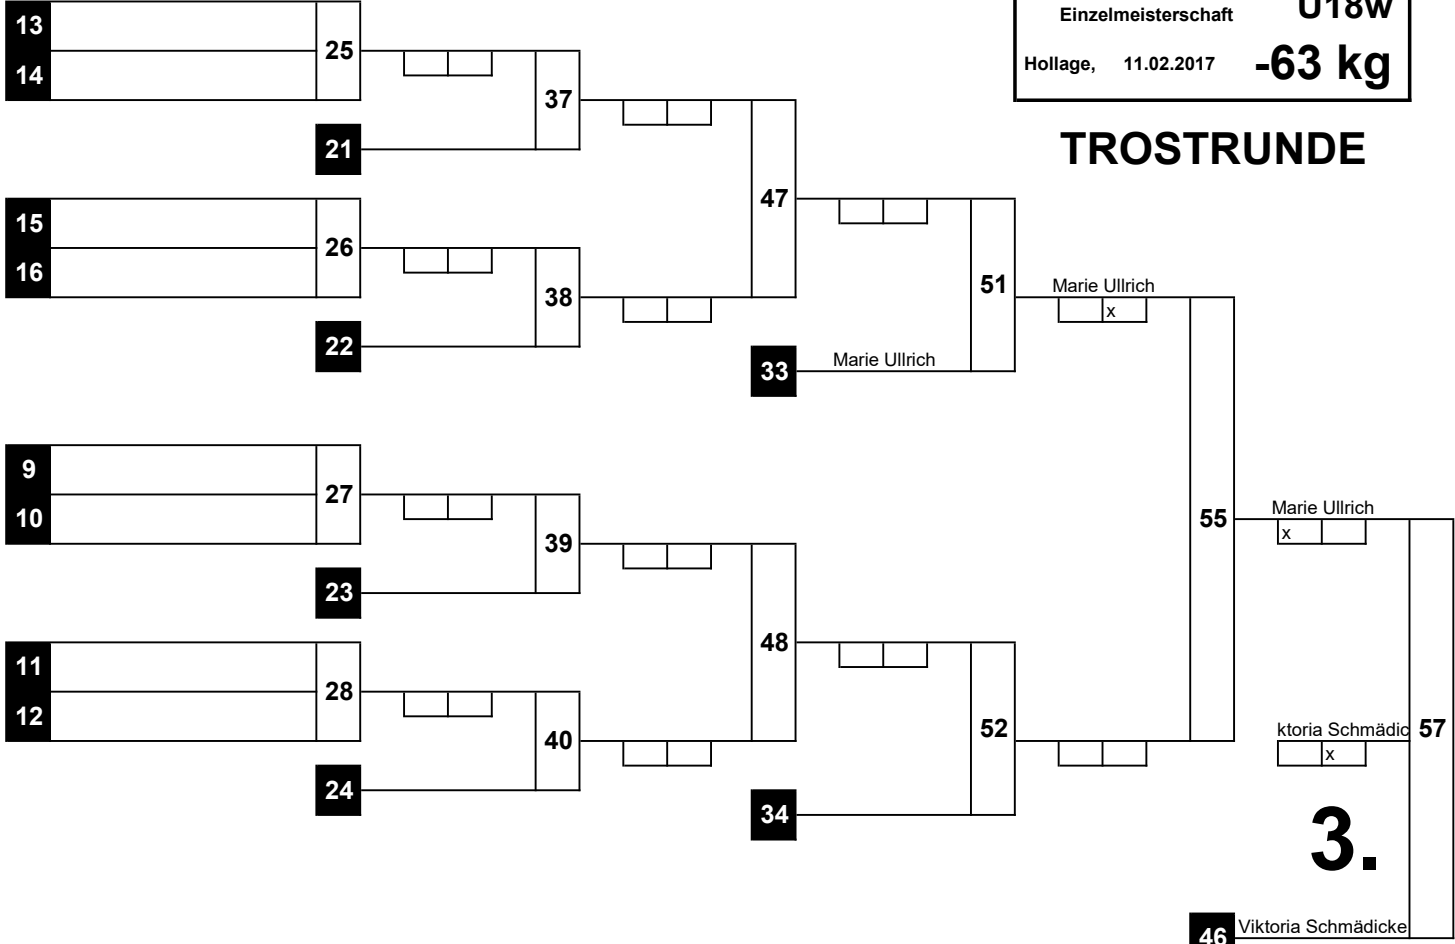 Einzelmeisterschaft U18w
Hollage, 11.02.2017 -63 kg
TROSTRUNDE
13
14
25
21
37
15
16
26
22
38
47
33 Marie Ullrich
51
Marie Ullrich
x
9
10
27
23
39
11
12
28
24
40
48
34
52
55
Marie Ullrich
x
ktoria Schmädic
x
57
3.
46 Viktoria Schmädicke